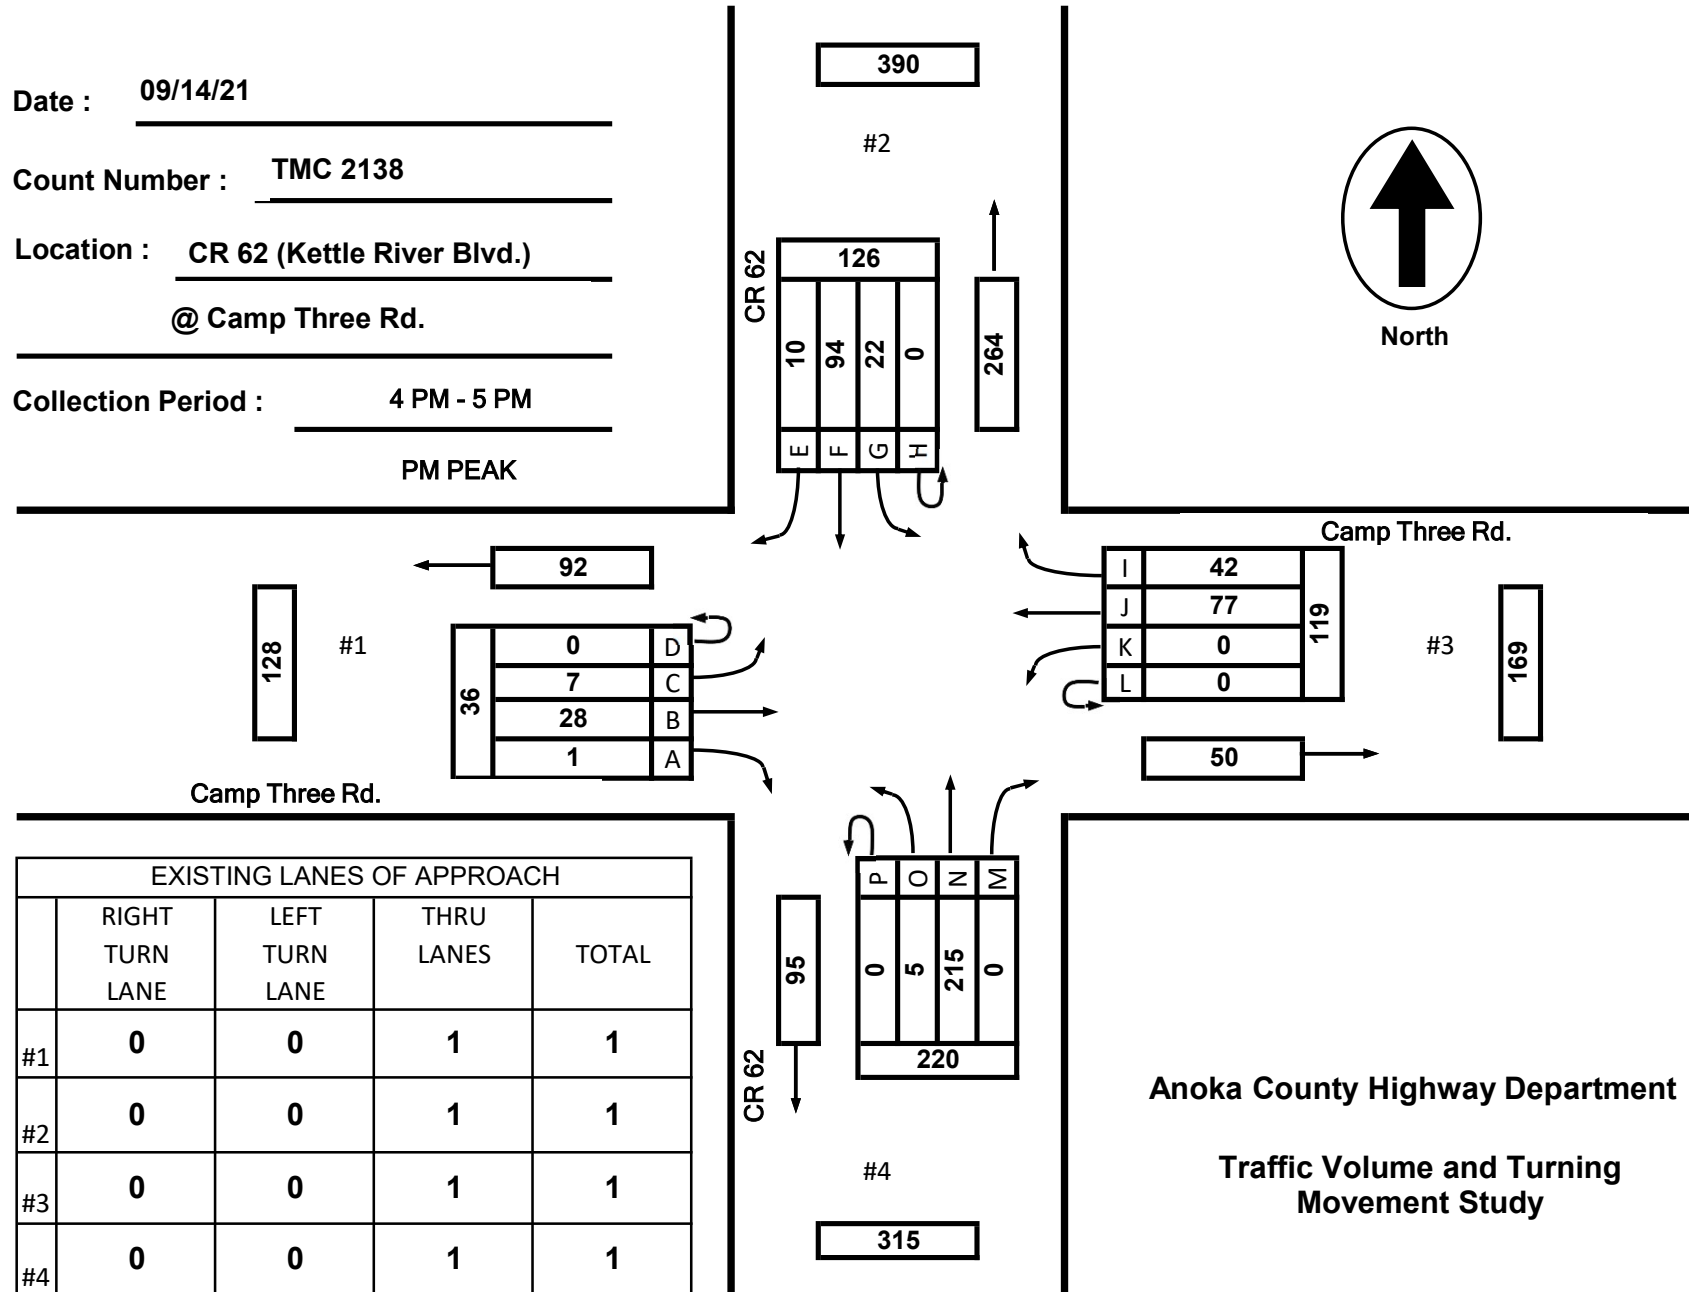 Date : 09/14/21
Count Number : TMC 2138
Location : CR 62 (Kettle River Blvd.)
@ Camp Three Rd.
Collection Period : 4 PM - 5 PM
PM PEAK
390
#2
CR 62
126
10 94 22 0
E F G H
264
North
Camp Three Rd.
92
128
#1
36
0 D
7 C
28 B
1 A
Camp Three Rd.
I 42
J 77
K 0
L 0
119
#3
169
50
P O N M
0 5 215 0
220
95
CR 62
#4
315
EXISTING LANES OF APPROACH
RIGHT TURN LANE
LEFT TURN LANE
THRU LANES
TOTAL
#1 0 0 1 1
#2 0 0 1 1
#3 0 0 1 1
#4 0 0 1 1
Anoka County Highway Department
Traffic Volume and Turning
Movement Study